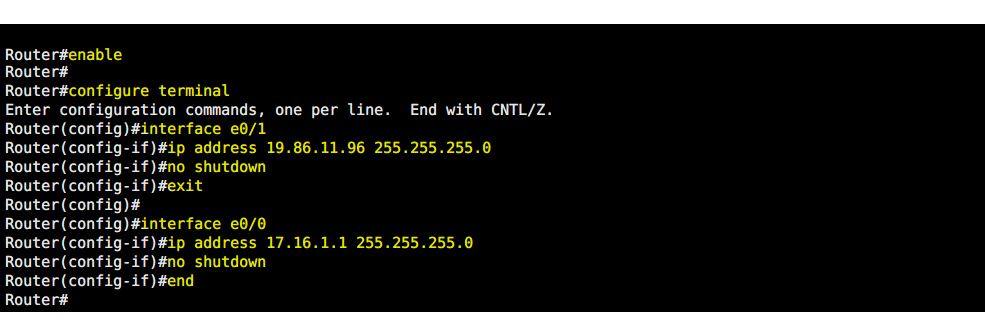 Router#enable
Router#
Router#configure terminal
Enter configuration commands, one per line.  End with CNTL/Z.
Router(config)#interface e0/1
Router(config-if)#ip address 19.86.11.96 255.255.255.0
Router(config-if)#no shutdown
Router(config-if)#exit
Router(config)#
Router(config)#interface e0/0
Router(config-if)#ip address 17.16.1.1 255.255.255.0
Router(config-if)#no shutdown
Router(config-if)#end
Router#